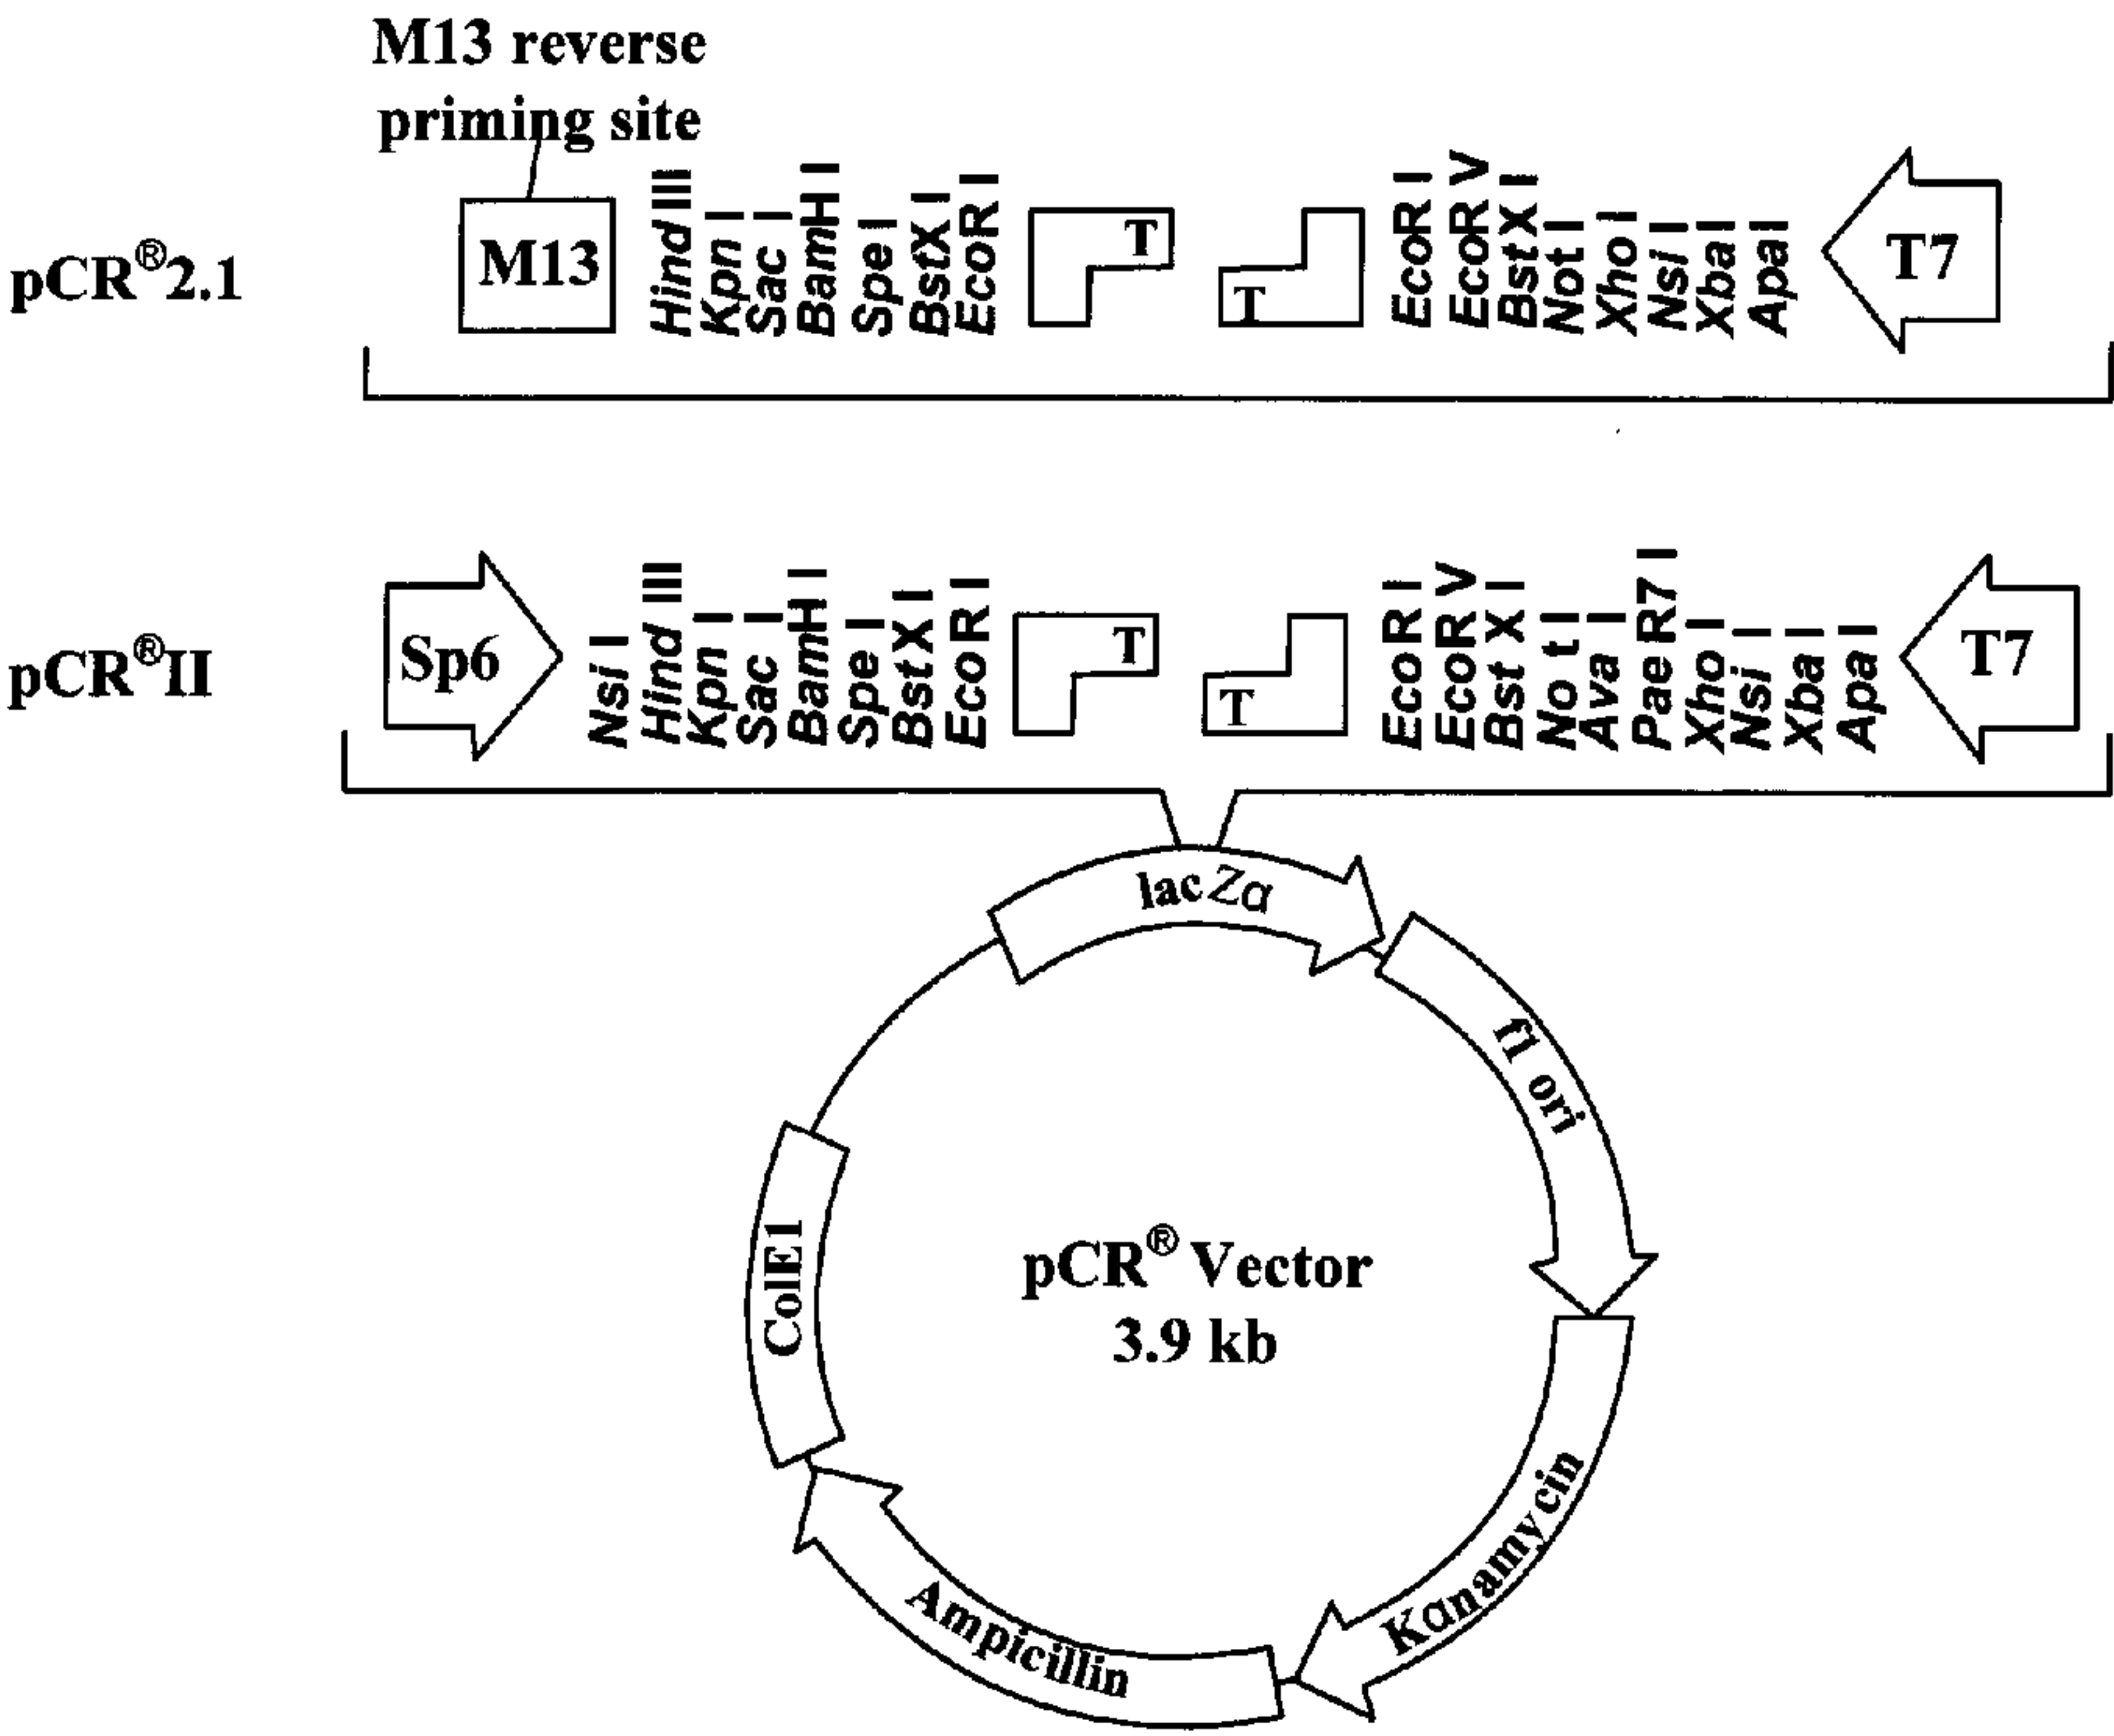 M13 reverse
priming site
pCR®2.1
M13
Hind III
Kpn I
Sac I
BamH I
Spe I
BstX I
EcoR I
T
T
EcoR I
EcoR V
BstX I
Not I
Xho I
Nsi I
Xba I
Apa I
T7
pCR®II
Sp6
Nsi I
Hind III
Kpn I
Sac I
BamH I
Spe I
BstX I
EcoR I
T
T
EcoR I
EcoR V
Bst X I
Not I
Ava I
PaeR7 I
Xho I
Nsi I
Xba I
Apa I
T7
lacZα
f1 ori
Kanamycin
Ampicillin
ColE1
pCR® Vector
3.9 kb